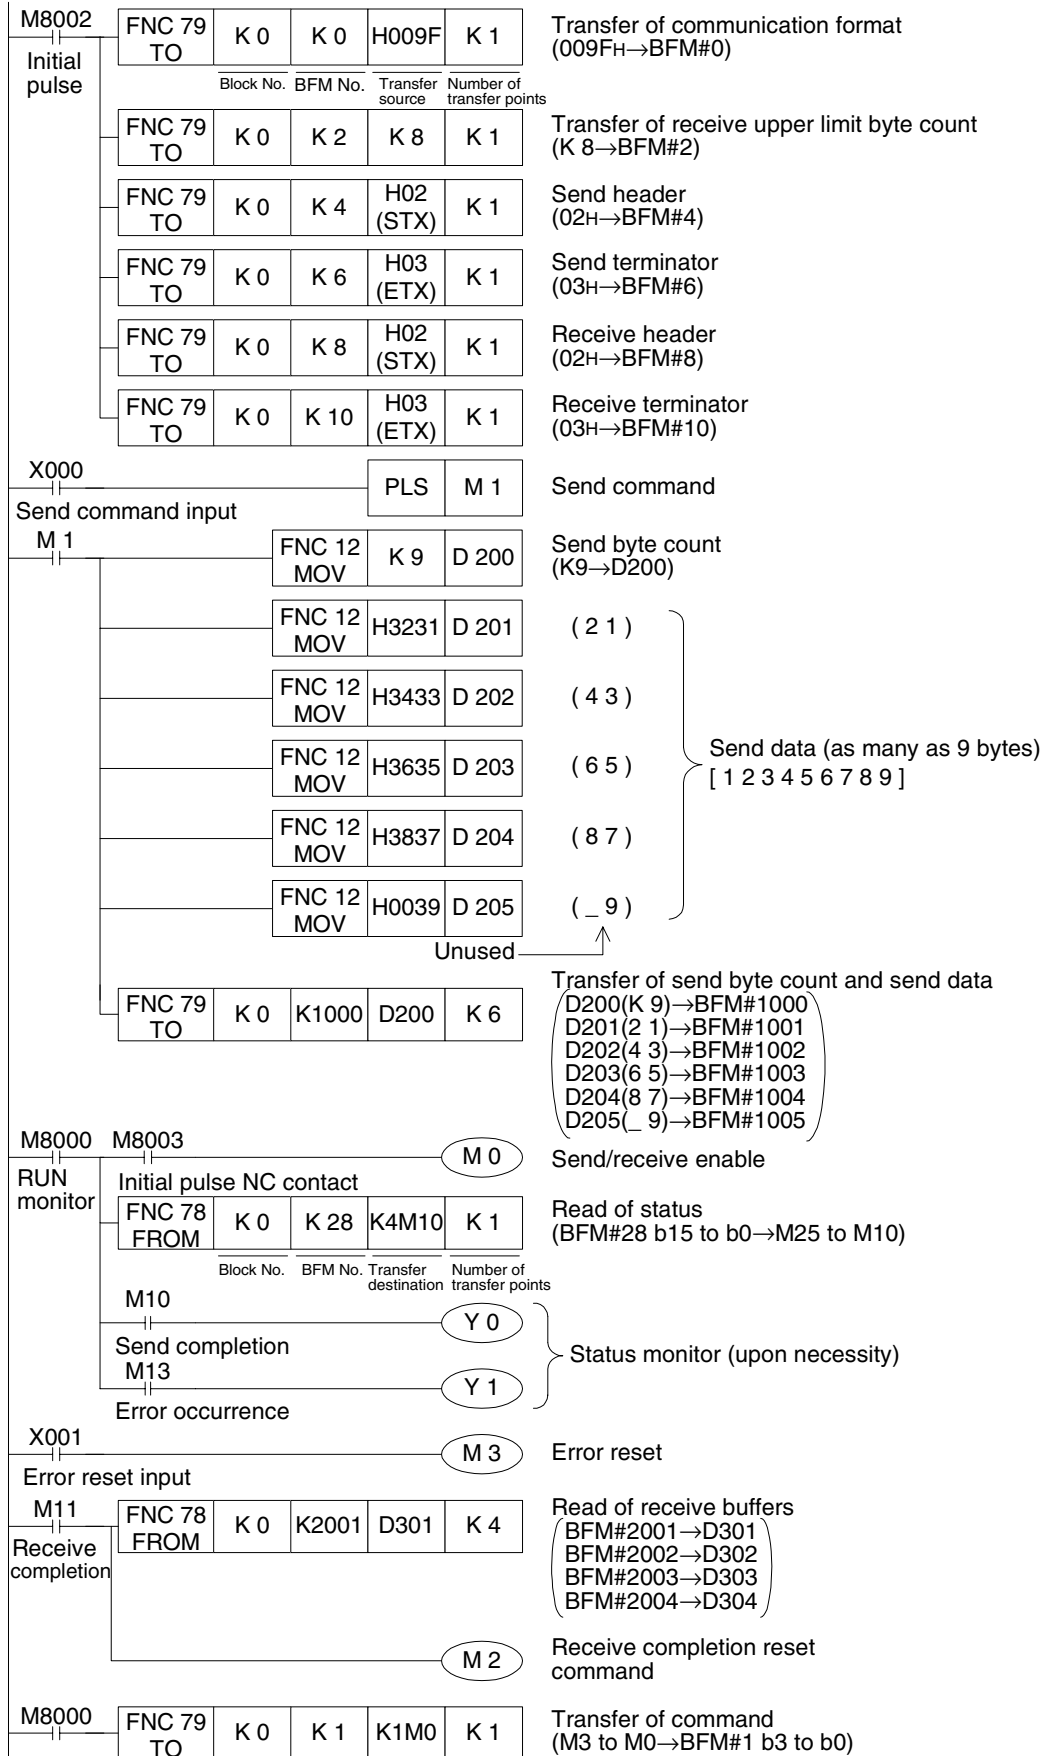 M8002
Initial
pulse
FNC 79
TO
K 0
K 0
H009F
K 1
Transfer of communication format
(009FH→BFM#0)
Block No.
BFM No.
Transfer
source
Number of
transfer points
FNC 79
TO
K 0
K 2
K 8
K 1
Transfer of receive upper limit byte count
(K 8→BFM#2)
FNC 79
TO
K 0
K 4
H02
(STX)
K 1
Send header
(02H→BFM#4)
FNC 79
TO
K 0
K 6
H03
(ETX)
K 1
Send terminator
(03H→BFM#6)
FNC 79
TO
K 0
K 8
H02
(STX)
K 1
Receive header
(02H→BFM#8)
FNC 79
TO
K 0
K 10
H03
(ETX)
K 1
Receive terminator
(03H→BFM#10)
X000
Send command input
PLS
M 1
Send command
M 1
FNC 12
MOV
K 9
D 200
Send byte count
(K9→D200)
FNC 12
MOV
H3231
D 201
( 2 1 )
FNC 12
MOV
H3433
D 202
( 4 3 )
FNC 12
MOV
H3635
D 203
( 6 5 )
Send data (as many as 9 bytes)
[ 1 2 3 4 5 6 7 8 9 ]
FNC 12
MOV
H3837
D 204
( 8 7 )
FNC 12
MOV
H0039
D 205
( _ 9 )
Unused
FNC 79
TO
K 0
K1000
D200
K 6
Transfer of send byte count and send data
D200(K 9)→BFM#1000
D201(2 1)→BFM#1001
D202(4 3)→BFM#1002
D203(6 5)→BFM#1003
D204(8 7)→BFM#1004
D205(_ 9)→BFM#1005
M8000
RUN
monitor
M8003
Initial pulse NC contact
M 0
Send/receive enable
FNC 78
FROM
K 0
K 28
K4M10
K 1
Read of status
(BFM#28 b15 to b0→M25 to M10)
Block No.
BFM No.
Transfer
destination
Number of
transfer points
M10
Send completion
Y 0
M13
Error occurrence
Y 1
Status monitor (upon necessity)
X001
Error reset input
M 3
Error reset
M11
Receive
completion
FNC 78
FROM
K 0
K2001
D301
K 4
Read of receive buffers
BFM#2001→D301
BFM#2002→D302
BFM#2003→D303
BFM#2004→D304
M 2
Receive completion reset
command
M8000
FNC 79
TO
K 0
K 1
K1M0
K 1
Transfer of command
(M3 to M0→BFM#1 b3 to b0)